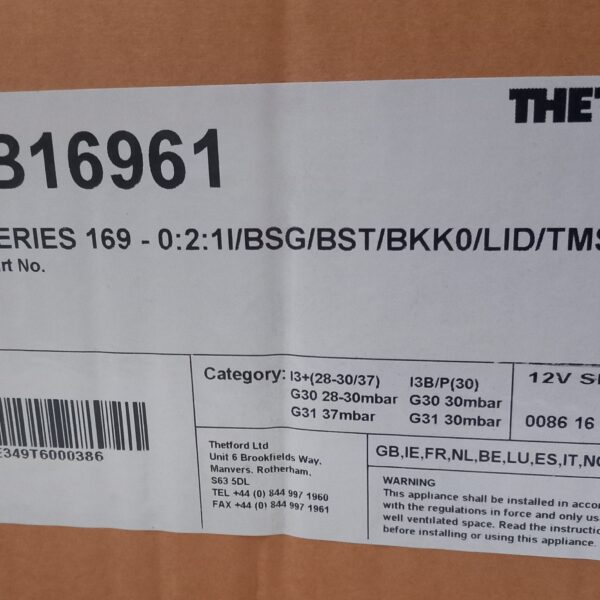 THET
B16961
ERIES 169 - 0:2:1I/BSG/BST/BKK0/LID/TMS
rt No.
Category: I3+(28-30/37) I3B/P(30)
G30 28-30mbar G30 30mbar
G31 37mbar G31 30mbar
12V S
0086 16
E349T6000386
Thetford Ltd
Unit 6 Brookfields Way,
Manvers, Rotherham,
S63 5DL
TEL +44 (0) 844 997 1960
FAX +44 (0) 844 997 1961
GB,IE,FR,NL,BE,LU,ES,IT,NO
WARNING
This appliance shall be installed in accor
with the regulations in force and only us
well ventilated space. Read the instructio
before installing or using this appliance.